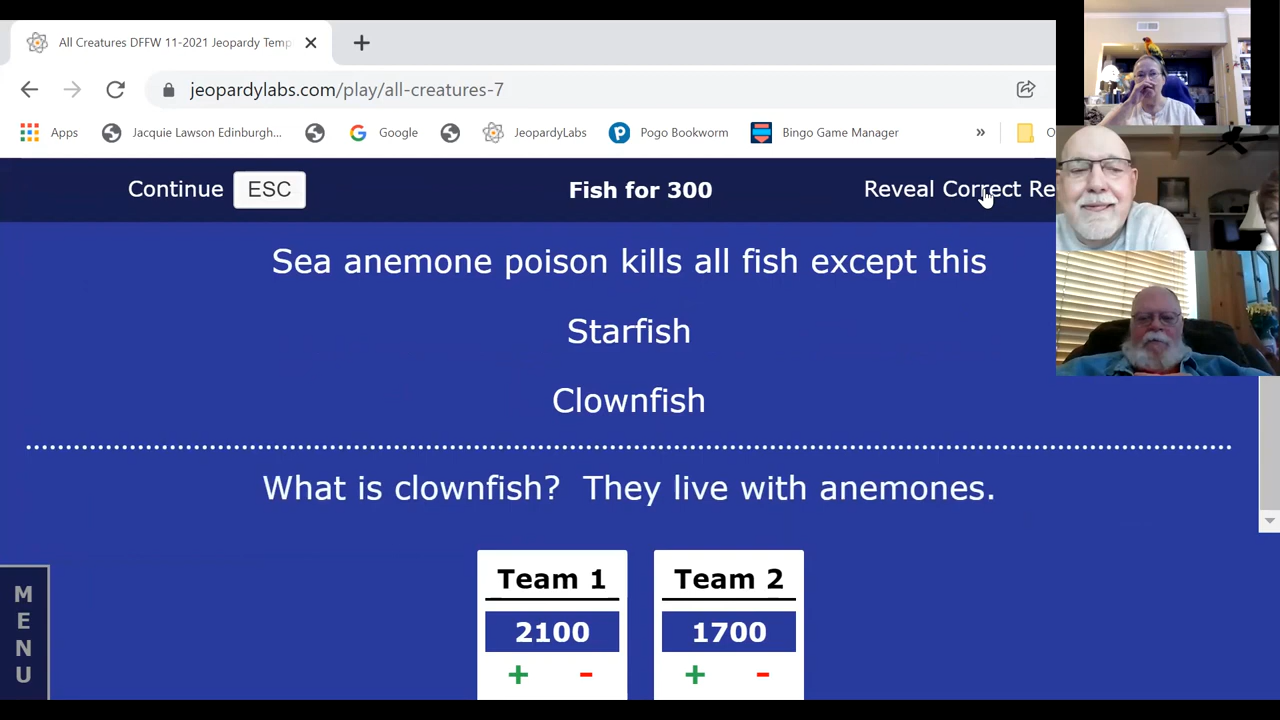 All Creatures DFFW 11-2021 Jeopardy Temp
jeopardylabs.com/play/all-creatures-7
Apps Jacquie Lawson Edinburgh... Google JeopardyLabs Pogo Bookworm Bingo Game Manager » O
Continue ESC Fish for 300 Reveal Correct Re
Sea anemone poison kills all fish except this
Starfish
Clownfish
What is clownfish? They live with anemones.
Team 1 Team 2
2100 1700
+ - + -
MENU